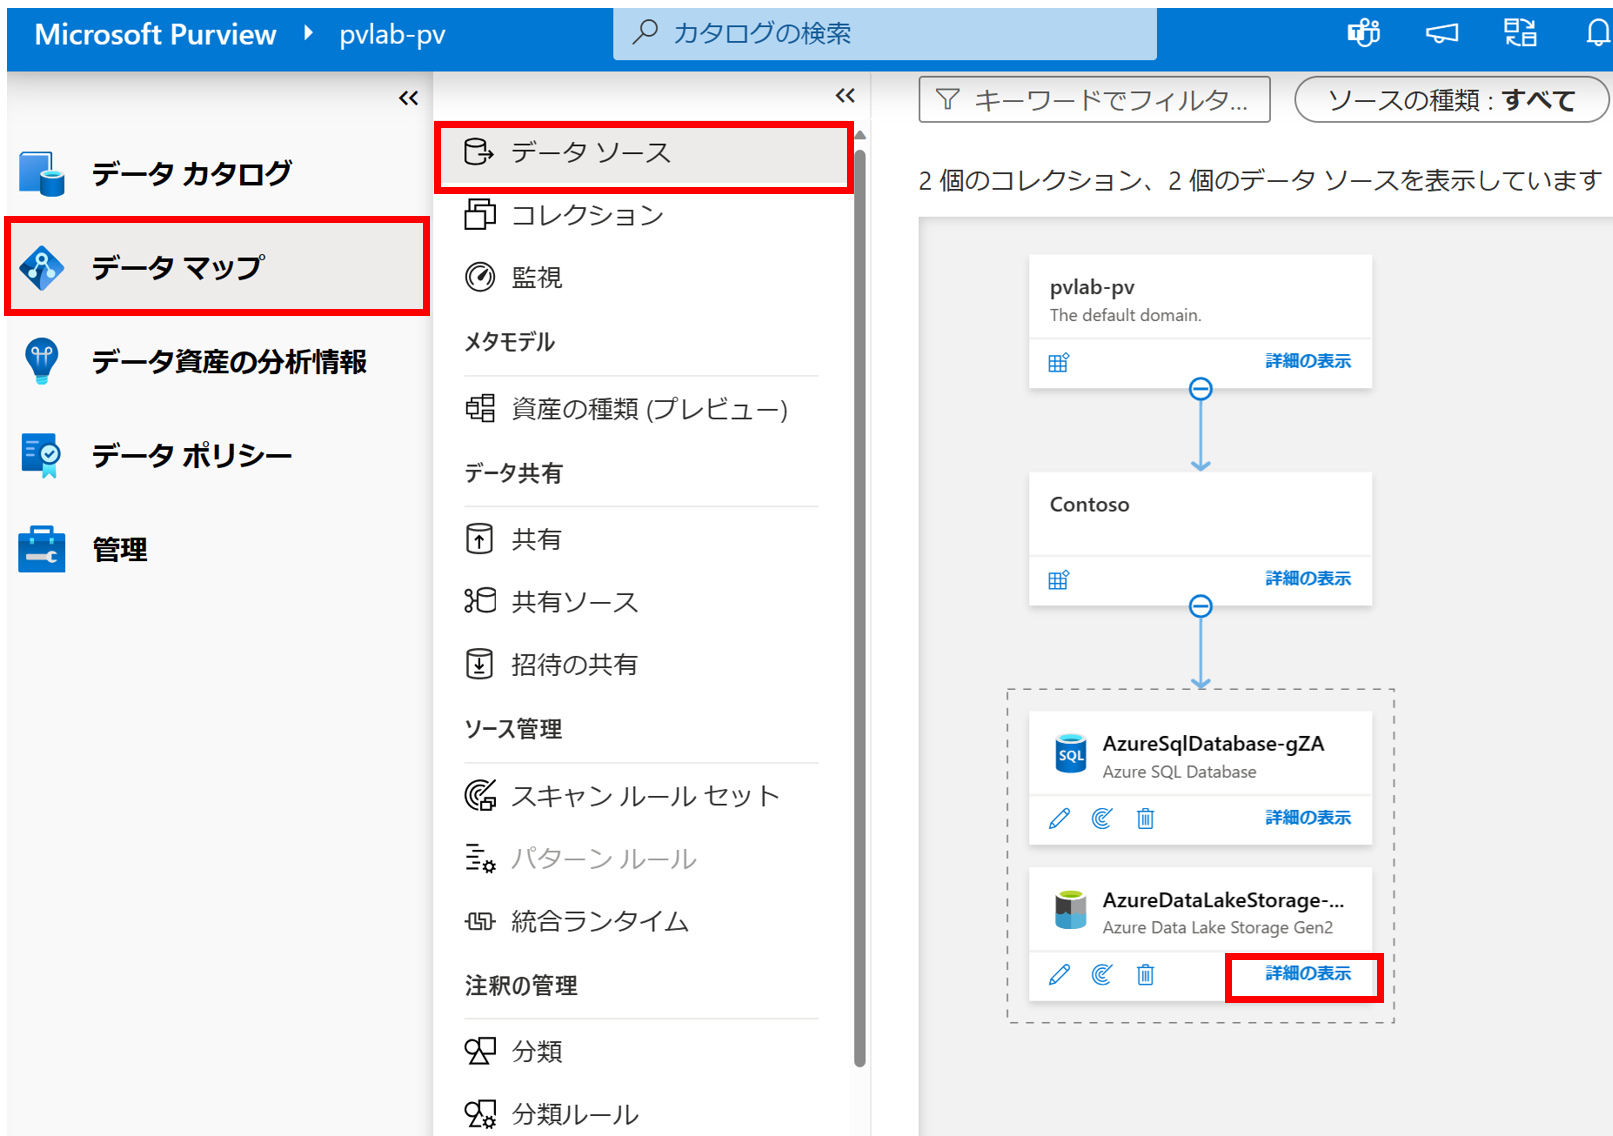 Microsoft Purview
pvlab-pv
カタログの検索
データ カタログ
データ マップ
データ資産の分析情報
データ ポリシー
管理
データ ソース
コレクション
監視
メタモデル
資産の種類 (プレビュー)
データ共有
共有
共有ソース
招待の共有
ソース管理
スキャン ルール セット
パターン ルール
統合ランタイム
注釈の管理
分類
分類ルール
キーワードでフィルタ...
ソースの種類 : すべて
2 個のコレクション、2 個のデータ ソースを表示しています
pvlab-pv
The default domain.
詳細の表示
Contoso
詳細の表示
SQL
AzureSqlDatabase-gZA
Azure SQL Database
詳細の表示
AzureDataLakeStorage-...
Azure Data Lake Storage Gen2
詳細の表示